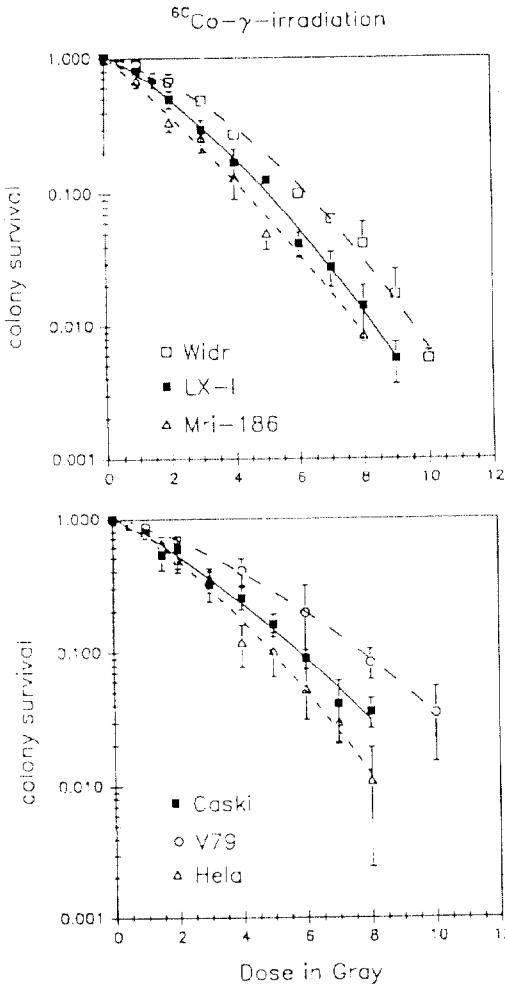 60Co-γ-irradiation
1.000
0.100
0.010
0.001
colony survival
Widr
LX-I
Mri-186
0 2 4 6 8 10 12
1.000
0.100
0.010
0.001
colony survival
Caski
V79
Hela
0 2 4 6 8 10 12
Dose in Gray